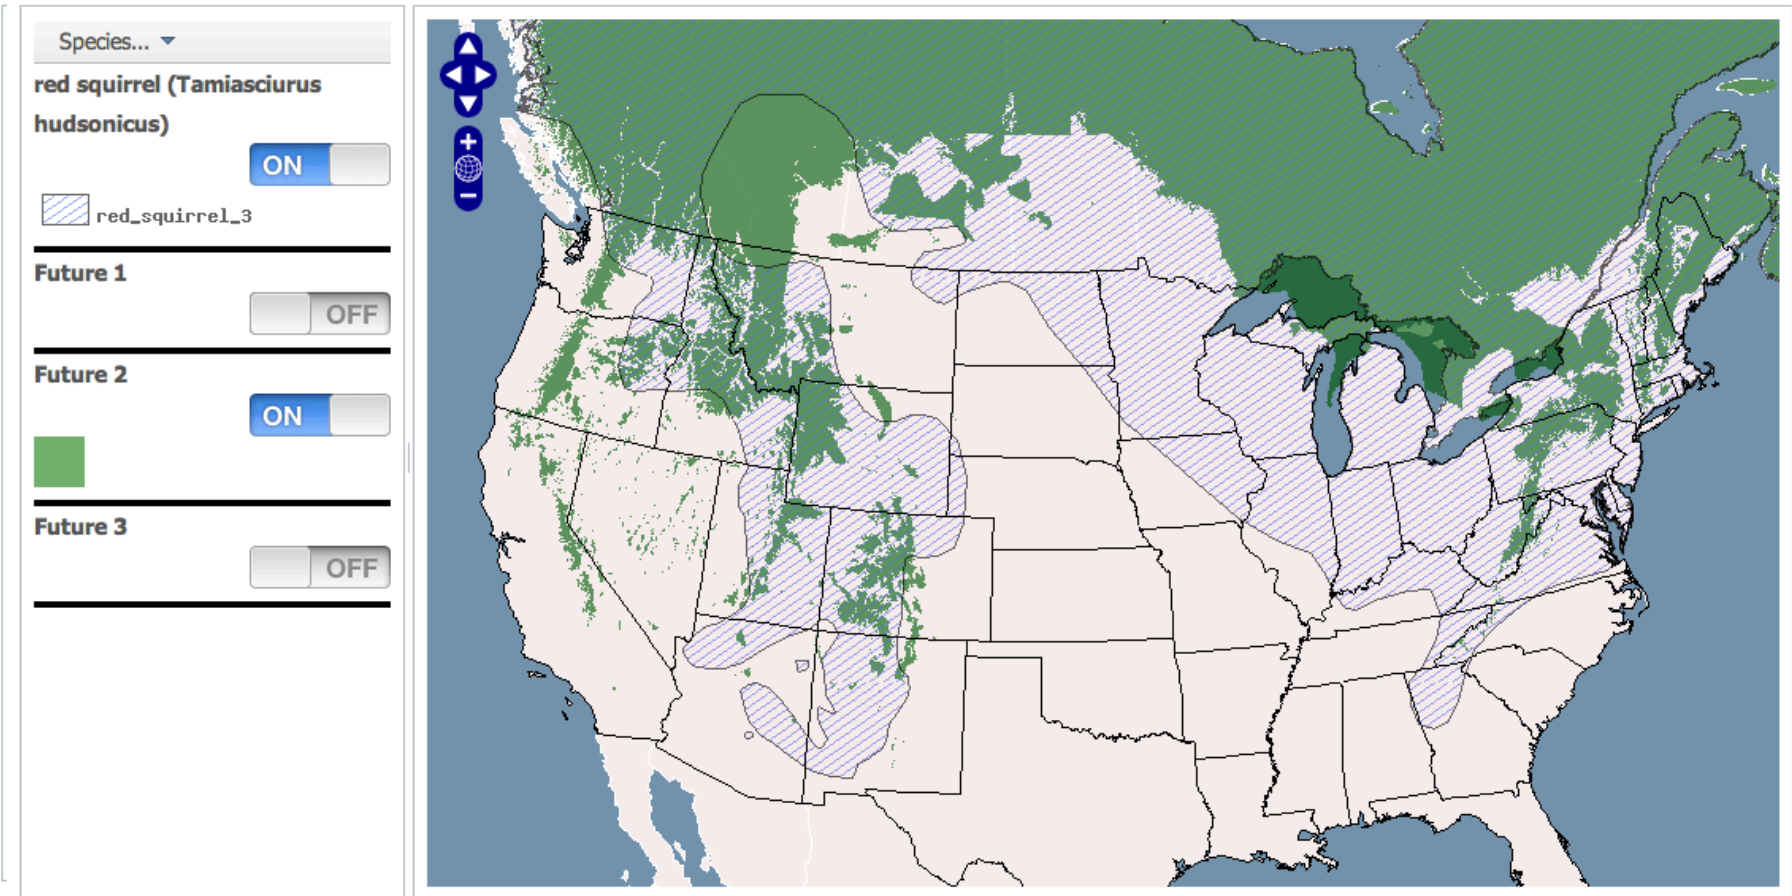 Species...
red squirrel (Tamiasciurus
hudsonicus)
ON
red_squirrel_3
Future 1
OFF
Future 2
ON
Future 3
OFF